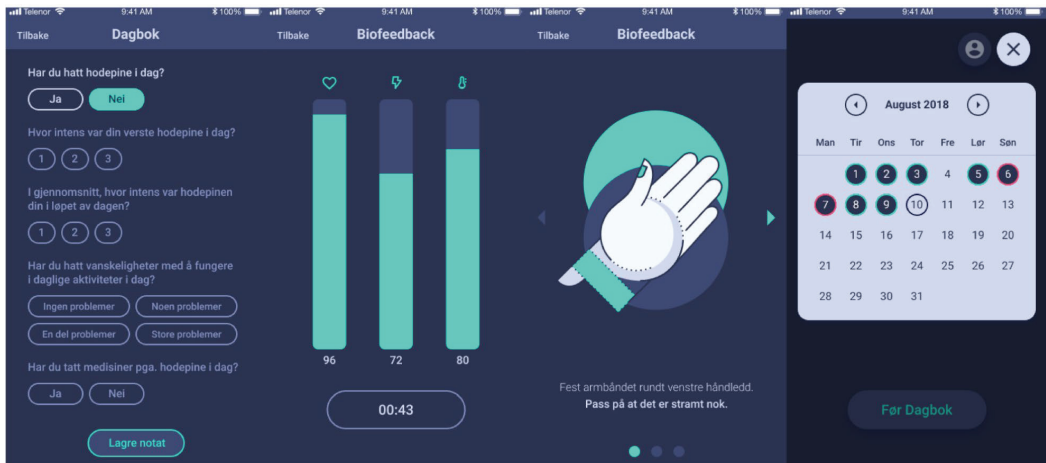 Telenor 9:41 AM 100%
Tilbake Dagbok
Har du hatt hodepine i dag?
Ja Nei
Hvor intens var din verste hodepine i dag?
1 2 3
I gjennomsnitt, hvor intens var hodepinen
din i løpet av dagen?
1 2 3
Har du hatt vanskeligheter med å fungere
i daglige aktiviteter i dag?
Ingen problemer Noen problemer
En del problemer Store problemer
Har du tatt medisiner pga. hodepine i dag?
Ja Nei
Lagre notat
Telenor 9:41 AM 100%
Tilbake Biofeedback
96 72 80
00:43
Telenor 9:41 AM 100%
Tilbake Biofeedback
Fest armbåndet rundt venstre håndledd.
Pass på at det er stramt nok.
Telenor 9:41 AM 100%
August 2018
Man Tir Ons Tor Fre Lør Søn
1 2 3 4 5 6
7 8 9 10 11 12 13
14 15 16 17 18 19 20
21 22 23 24 25 26 27
28 29 30 31
Før Dagbok